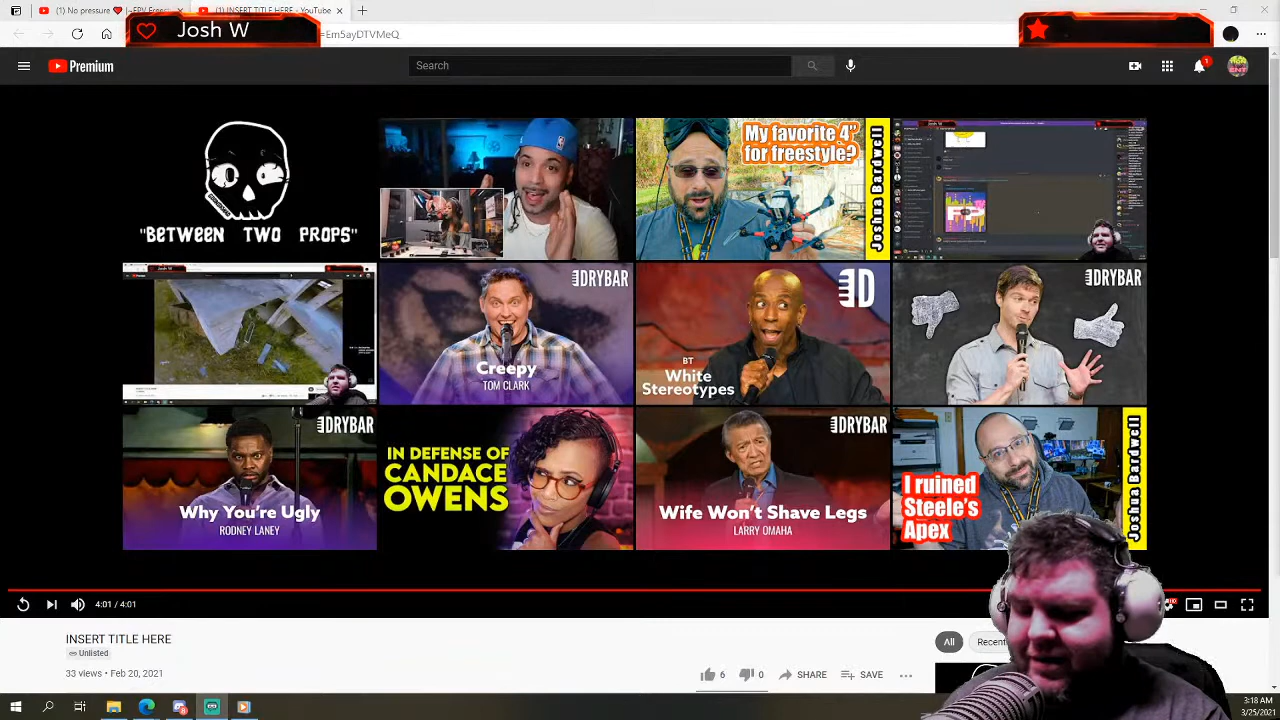 (1) No pressure ❤ |~FPV Freest
(1) INSERT TITLE HERE - YouTube
Josh W
=Em5ayDTVMeQ
Premium
Search
1
"BETWEEN TWO PROPS"
My favorite 4"
for freestyle?
Joshua Bardwell
DRYBAR
Creepy
TOM CLARK
D
BT
White
Stereotypes
DRYBAR
DRYBAR
Why You're Ugly
RODNEY LANEY
IN DEFENSE OF
CANDACE
OWENS
DRYBAR
Wife Won't Shave Legs
LARRY OMAHA
I ruined
Steele's
Apex
Joshua Bardwell
4:01 / 4:01
INSERT TITLE HERE
Unlisted
33 views • Feb 20, 2021
6
0
SHARE
SAVE
All
Recent
3:18 AM
3/25/2021